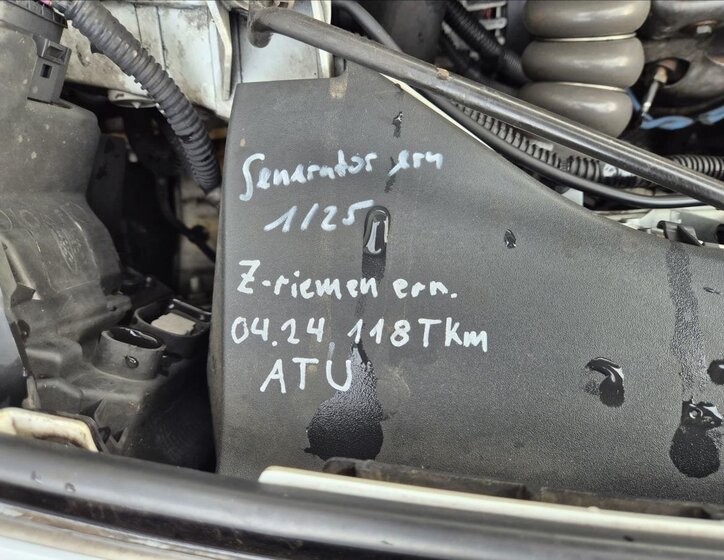 Generator ern
1/25
Z-riemen ern.
04.24 118TKm
ATU